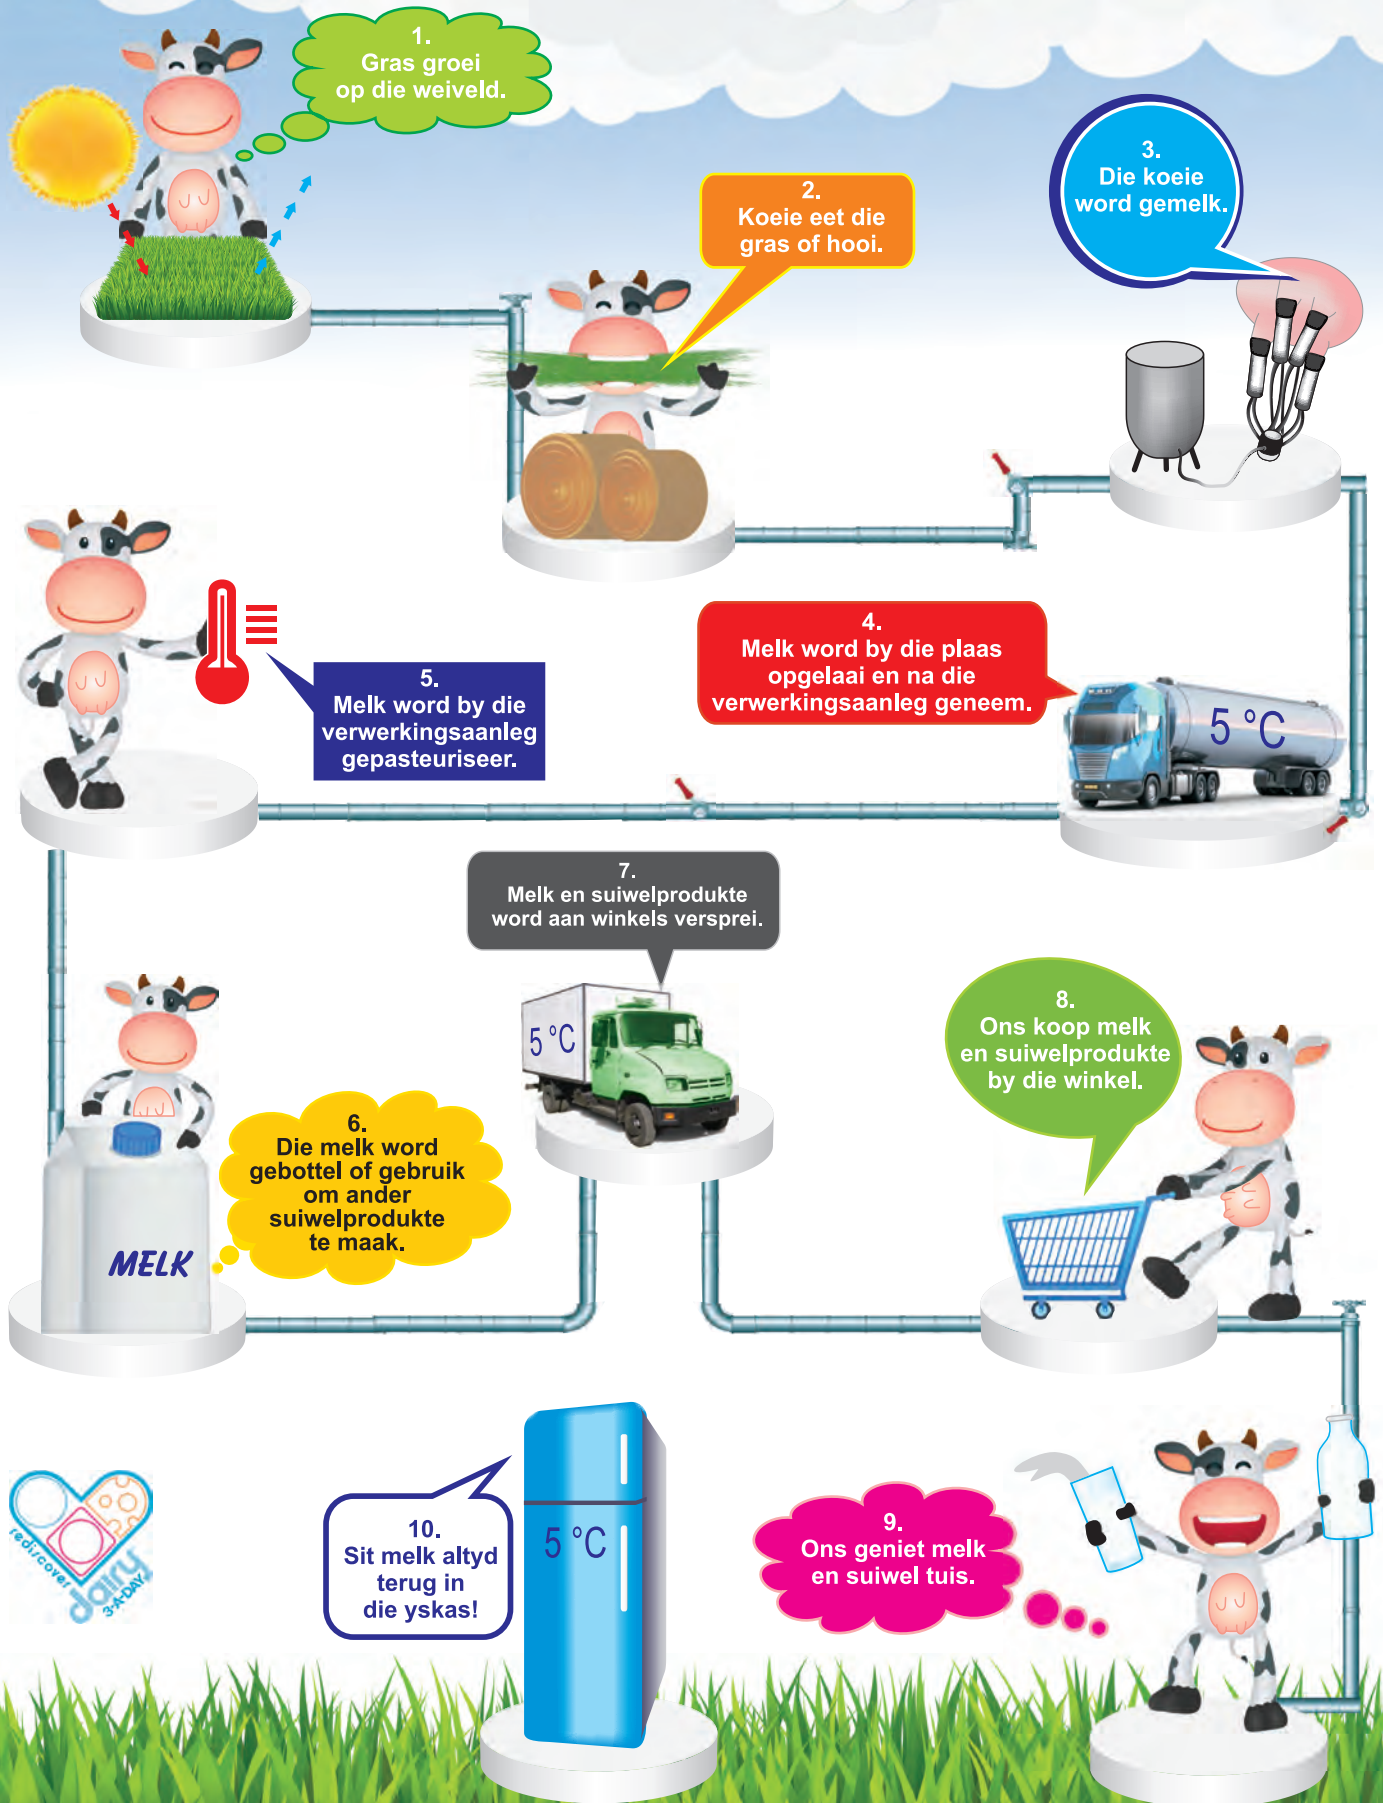 1.
Gras groei
op die weiveld.
2.
Koeie eet die
gras of hooi.
3.
Die koeie
word gemelk.
4.
Melk word by die plaas
opgelaai en na die
verwerkingsaanleg geneem.
5 °C
5.
Melk word by die
verwerkingsaanleg
gepasteuriseer.
6.
Die melk word
gebottel of gebruik
om ander
suiwelprodukte
te maak.
MELK
7.
Melk en suiwelprodukte
word aan winkels versprei.
5 °C
8.
Ons koop melk
en suiwelprodukte
by die winkel.
9.
Ons geniet melk
en suiwel tuis.
10.
Sit melk altyd
terug in
die yskas!
5 °C
rediscover
dairy
3-A-DAY